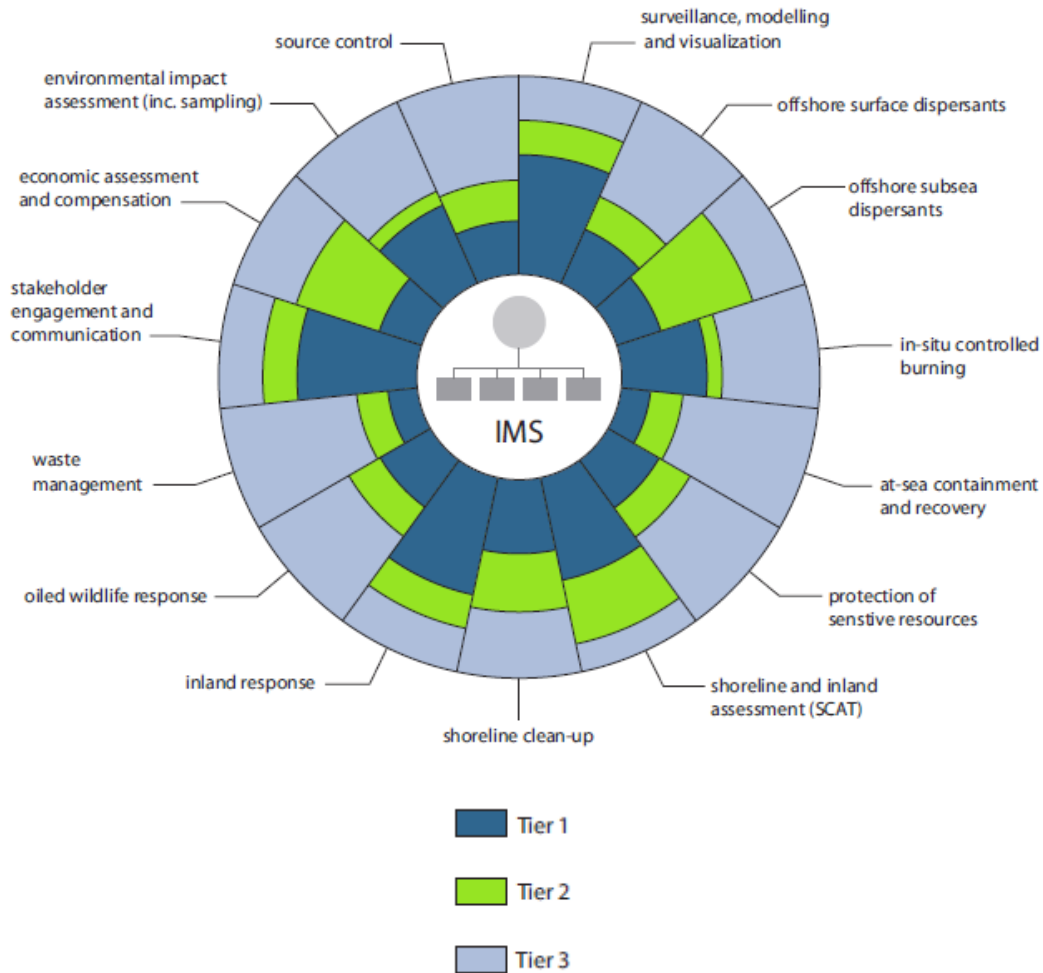 surveillance, modelling
and visualization
source control
environmental impact
assessment (inc. sampling)
offshore surface dispersants
economic assessment
and compensation
offshore subsea
dispersants
stakeholder
engagement and
communication
in-situ controlled
burning
IMS
waste
management
at-sea containment
and recovery
oiled wildlife response
protection of
senstive resources
inland response
shoreline and inland
assessment (SCAT)
shoreline clean-up
Tier 1
Tier 2
Tier 3